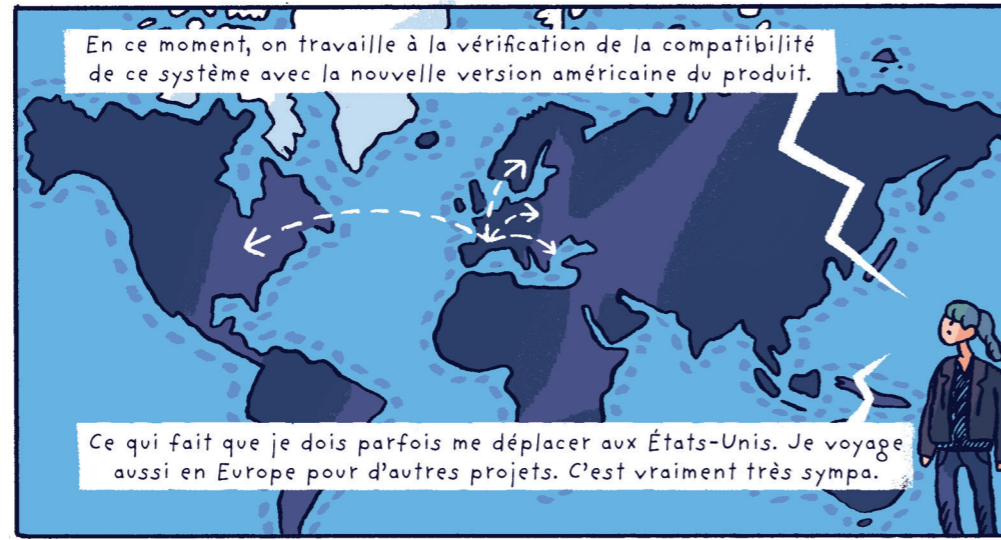 En ce moment, on travaille à la vérification de la compatibilité
de ce système avec la nouvelle version américaine du produit.
Ce qui fait que je dois parfois me déplacer aux États-Unis. Je voyage
aussi en Europe pour d'autres projets. C'est vraiment très sympa.